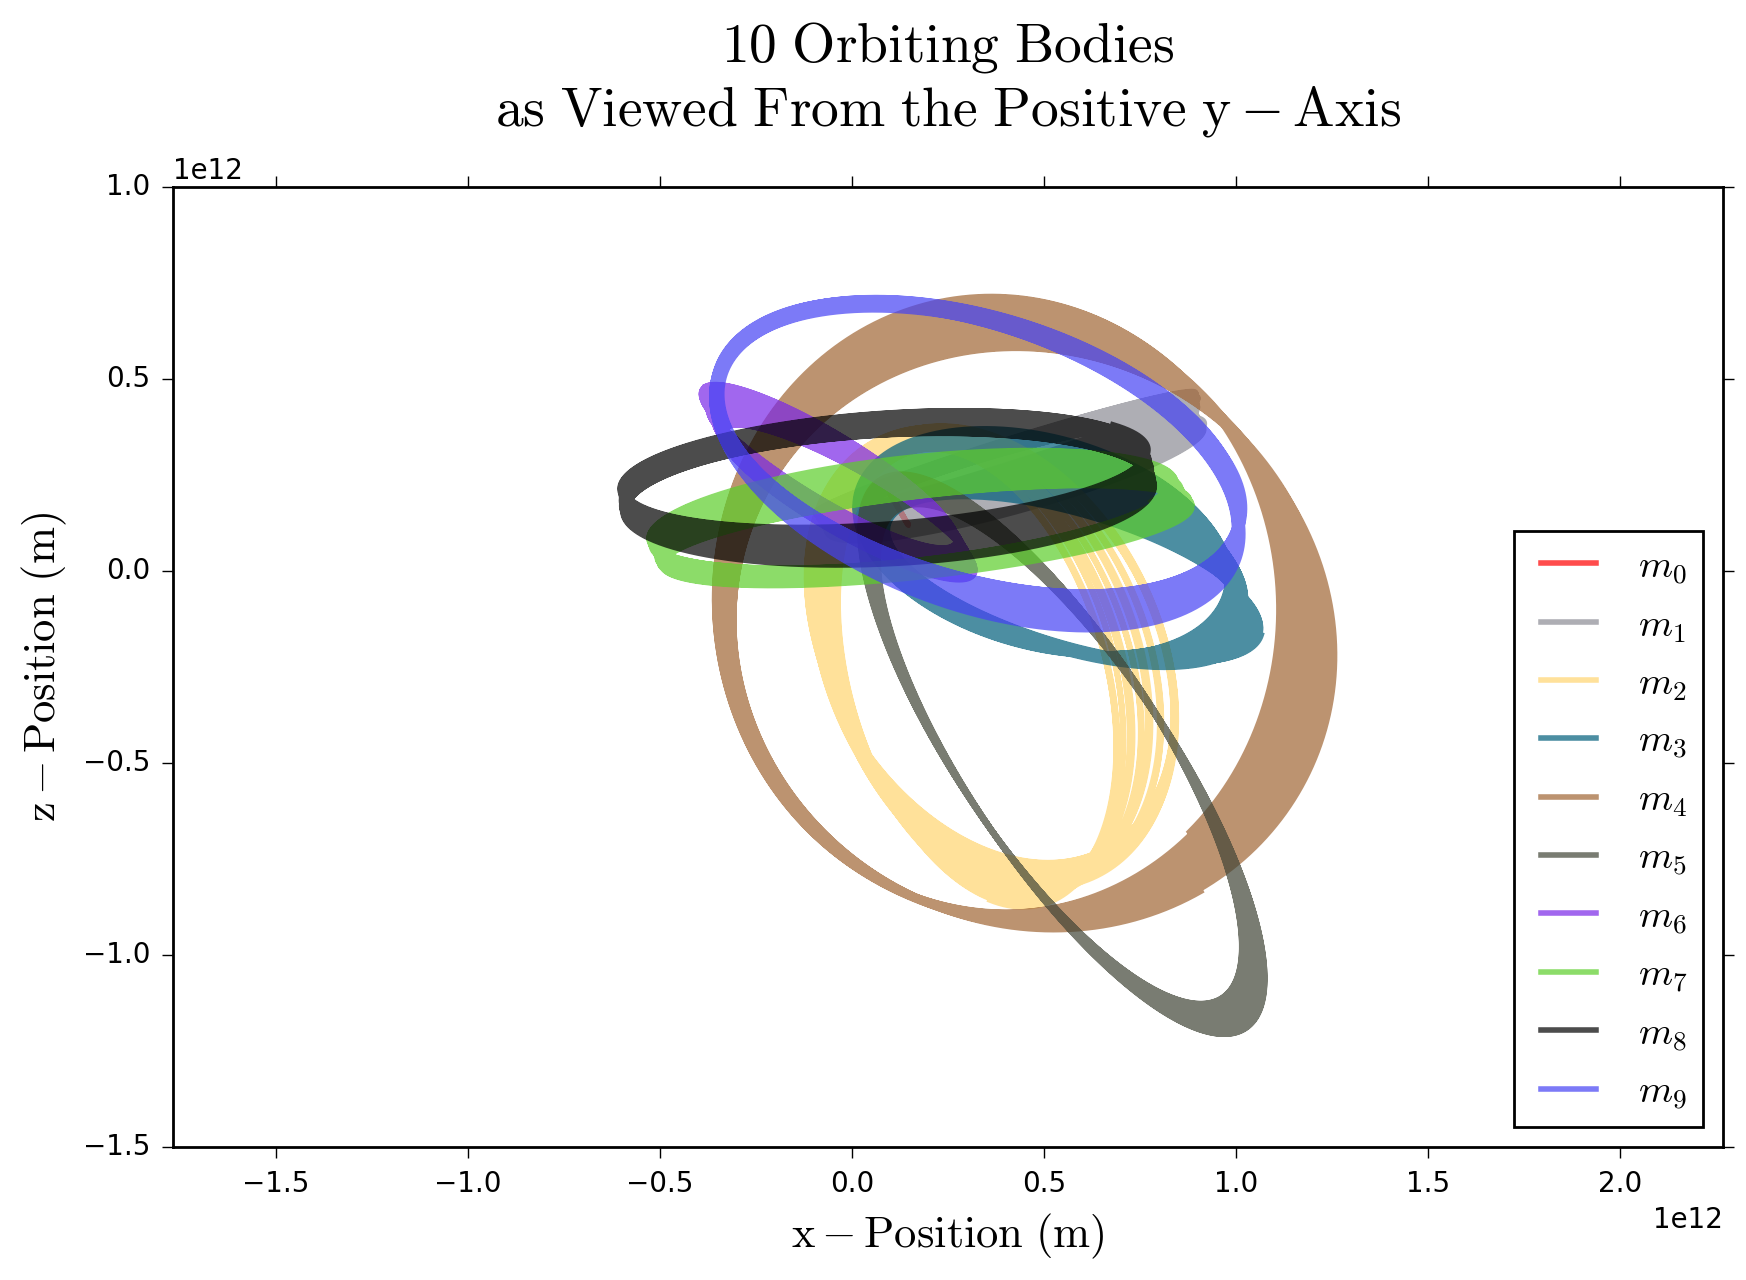 10 Orbiting Bodies
as Viewed From the Positive y − Axis
1e12
1.0
0.5
0.0
−0.5
−1.0
−1.5
z − Position (m)
−1.5 −1.0 −0.5 0.0 0.5 1.0 1.5 2.0
1e12
x − Position (m)
m0
m1
m2
m3
m4
m5
m6
m7
m8
m9